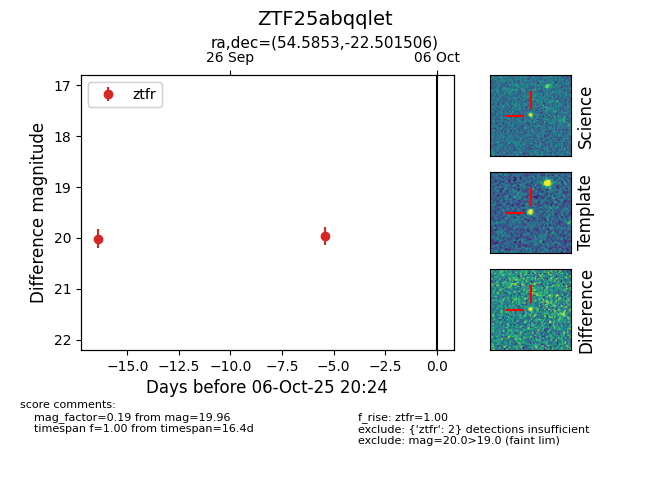 ZTF25abqqlet
ra,dec=(54.5853,-22.501506)
26 Sep
06 Oct
17
18
19
20
21
22
Difference magnitude
ztfr
−15.0
−12.5
−10.0
−7.5
−5.0
−2.5
0.0
Days before 06-Oct-25 20:24
Science
Template
Difference
score comments:
mag_factor=0.19 from mag=19.96
timespan f=1.00 from timespan=16.4d
f_rise: ztfr=1.00
exclude: {'ztfr': 2} detections insufficient
exclude: mag=20.0>19.0 (faint lim)